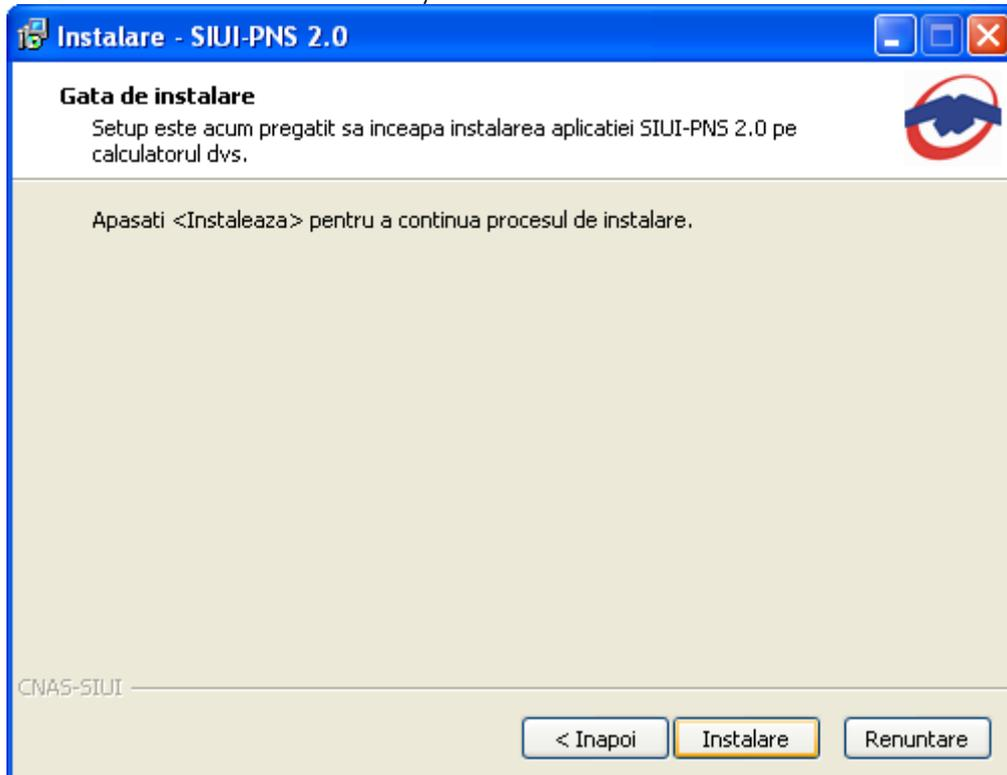 Instalare - SIUI-PNS 2.0
Gata de instalare
Setup este acum pregatit sa inceapa instalarea aplicatiei SIUI-PNS 2.0 pe
calculatorul dvs.
Apasati <Instaleaza> pentru a continua procesul de instalare.
CNAS-SIUI
< Inapoi
Instalare
Renuntare